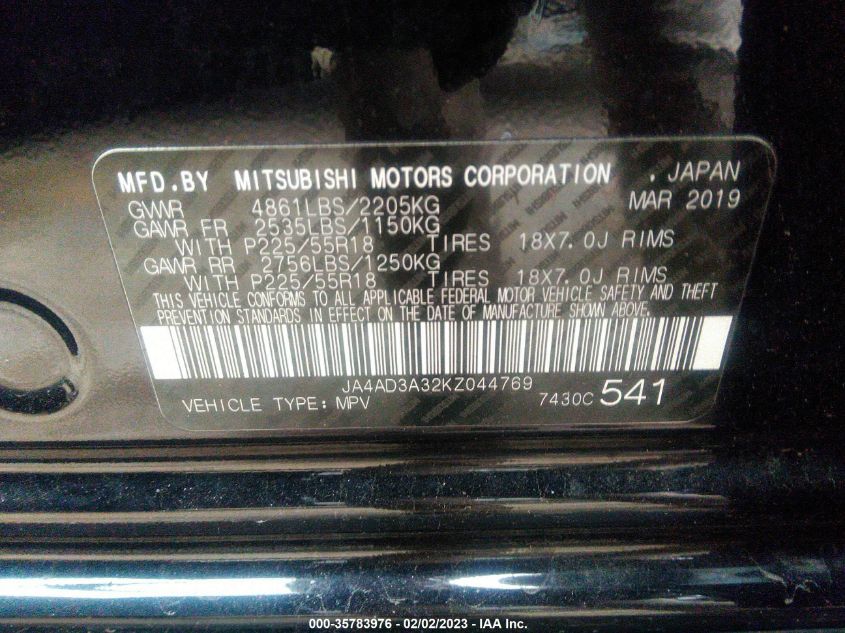 MFD.BY MITSUBISHI MOTORS CORPORATION . JAPAN
GVWR 4861LBS/2205KG MAR 2019
GAWR FR 2535LBS/1150KG
WITH P225/55R18 TIRES 18X7.0J RIMS
GAWR RR 2756LBS/1250KG
WITH P225/55R18 TIRES 18X7.0J RIMS
THIS VEHICLE CONFORMS TO ALL APPLICABLE FEDERAL MOTOR VEHICLE SAFETY AND THEFT
PREVENTION STANDARDS IN EFFECT ON THE DATE OF MANUFACTURE SHOWN ABOVE.
JA4AD3A32KZ044769
VEHICLE TYPE: MPV 7430C 541
000-35783976 - 02/02/2023 - IAA Inc.